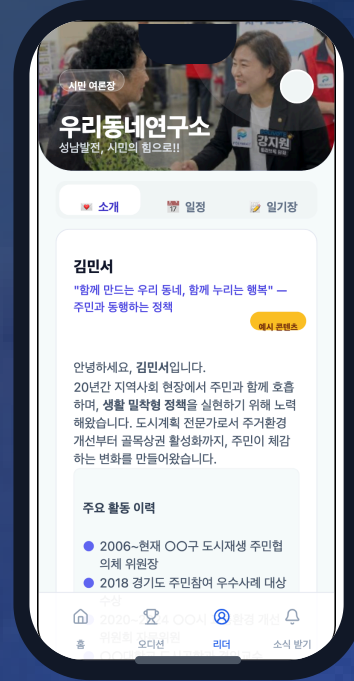 시민 여론장
우리동네연구소
성남발전, 시민의 힘으로!!
강지원
💌 소개
📅 일정
📝 일기장
김민서
"함께 만드는 우리 동네, 함께 누리는 행복" —
주민과 동행하는 정책
예시 콘텐츠
안녕하세요, 김민서입니다.
20년간 지역사회 현장에서 주민과 함께 호흡
하며, 생활 밀착형 정책을 실현하기 위해 노력
해왔습니다. 도시계획 전문가로서 주거환경
개선부터 골목상권 활성화까지, 주민이 체감
하는 변화를 만들어왔습니다.
주요 활동 이력
2006~현재 ○○구 도시재생 주민협
의체 위원장
2018 경기도 주민참여 우수사례 대상
수상
홈
오디션
리더
소식 받기